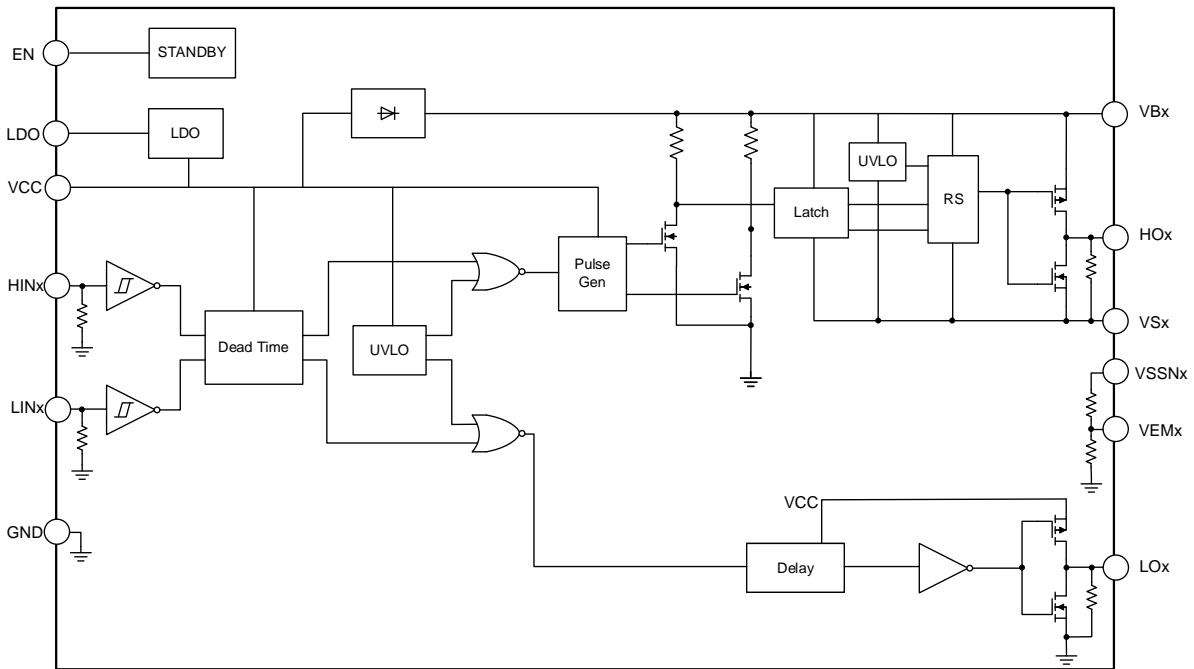 EN
STANDBY
LDO
LDO
VBx
UVLO
VCC
Latch
RS
HOx
Pulse
Gen
HINx
VSx
Dead Time
UVLO
VSSNx
LINx
VEMx
VCC
GND
Delay
LOx